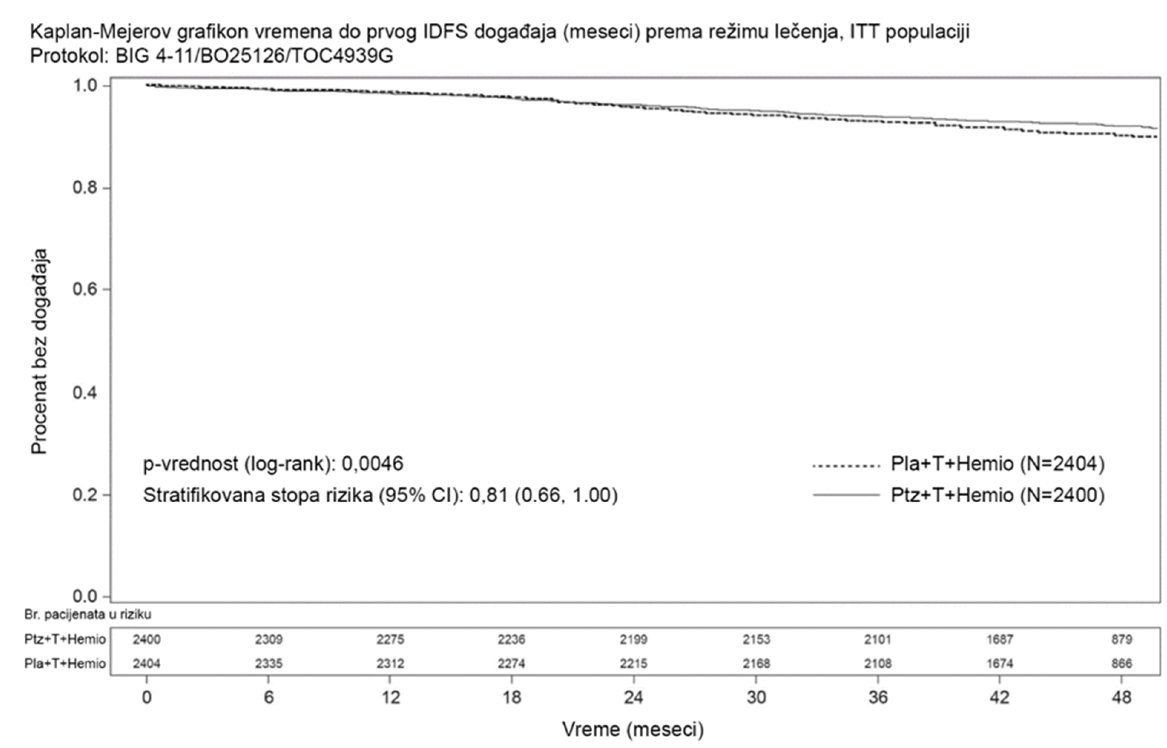 Kaplan-Mejerov grafikon vremena do prvog IDFS događaja (meseci) prema režimu lečenja, ITT populaciji
Protokol: BIG 4-11/BO25126/TOC4939G
1.0
0.8
0.6
0.4
0.2
0.0
Procenat bez događaja
p-vrednost (log-rank): 0,0046
Stratifikovana stopa rizika (95% CI): 0,81 (0.66, 1.00)
Pla+T+Hemio (N=2404)
Ptz+T+Hemio (N=2400)
Br. pacijenata u riziku
Ptz+T+Hemio 2400 2309 2275 2236 2199 2153 2101 1687 879
Pla+T+Hemio 2404 2335 2312 2274 2215 2168 2108 1674 866
0 6 12 18 24 30 36 42 48
Vreme (meseci)